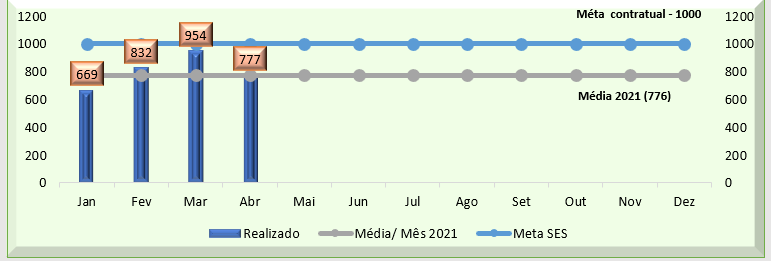 Méta contratual - 1000
1200 1200
1000 954 1000
832
800 669 777 800
Média 2021 (776)
600 600
400 400
200 200
0 0
Jan Fev Mar Abr Mai Jun Jul Ago Set Out Nov Dez
Realizado Média/ Mês 2021 Meta SES